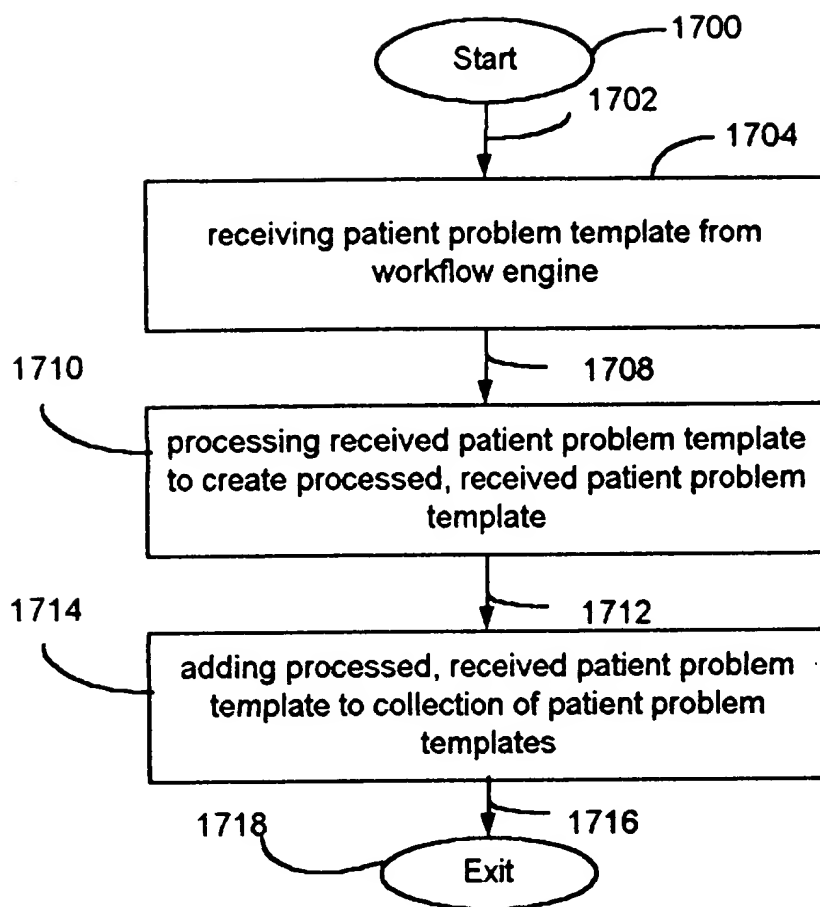 Start
1700
1702
1704
receiving patient problem template from
workflow engine
1708
1710
processing received patient problem template
to create processed, received patient problem
template
1712
1714
adding processed, received patient problem
template to collection of patient problem
templates
1716
1718
Exit